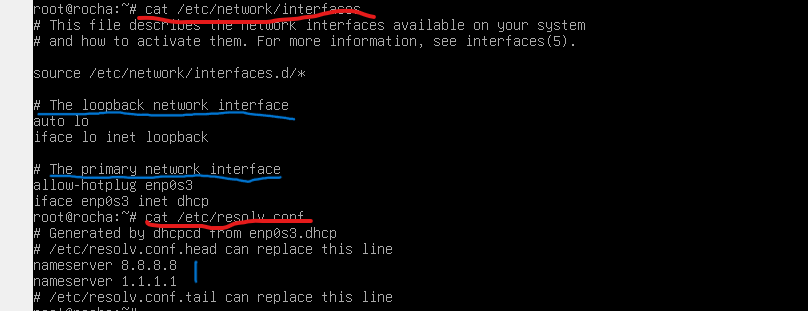 root@rocha:~# cat /etc/network/interfaces
# This file describes the network interfaces available on your system
# and how to activate them. For more information, see interfaces(5).
source /etc/network/interfaces.d/*
# The loopback network interface
auto lo
iface lo inet loopback
# The primary network interface
allow-hotplug enp0s3
iface enp0s3 inet dhcp
root@rocha:~# cat /etc/resolv.conf
# Generated by dhcpcd from enp0s3.dhcp
# /etc/resolv.conf.head can replace this line
nameserver 8.8.8.8
nameserver 1.1.1.1
# /etc/resolv.conf.tail can replace this line
root@rocha:~#